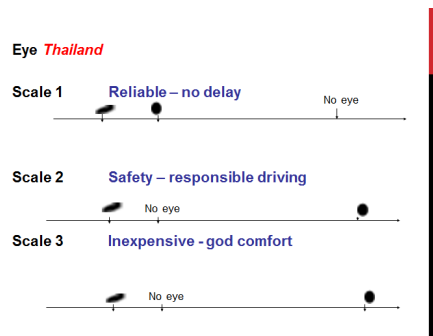 Eye Thailand
Scale 1 Reliable – no delay
No eye
Scale 2 Safety – responsible driving
No eye
Scale 3 Inexpensive - god comfort
No eye